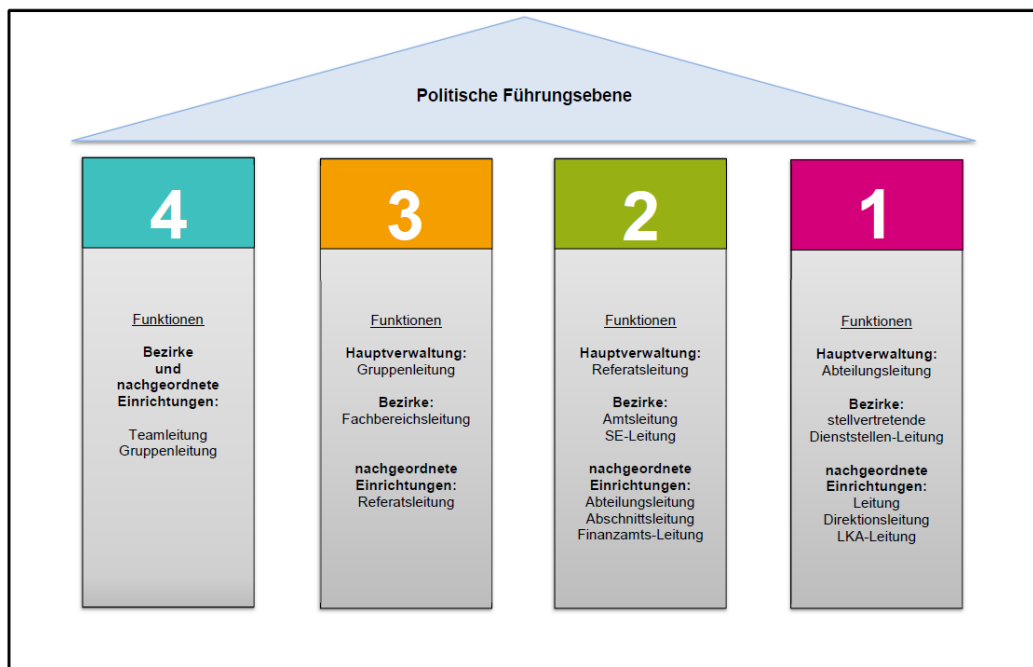 Politische Führungsebene
4
Funktionen
Bezirke
und
nachgeordnete
Einrichtungen:
Teamleitung
Gruppenleitung
3
Funktionen
Hauptverwaltung:
Gruppenleitung
Bezirke:
Fachbereichsleitung
nachgeordnete
Einrichtungen:
Referatsleitung
2
Funktionen
Hauptverwaltung:
Referatsleitung
Bezirke:
Amtsleitung
SE-Leitung
nachgeordnete
Einrichtungen:
Abteilungsleitung
Abschnittsleitung
Finanzamts-Leitung
1
Funktionen
Hauptverwaltung:
Abteilungsleitung
Bezirke:
stellvertretende
Dienststellen-Leitung
nachgeordnete
Einrichtungen:
Leitung
Direktionsleitung
LKA-Leitung